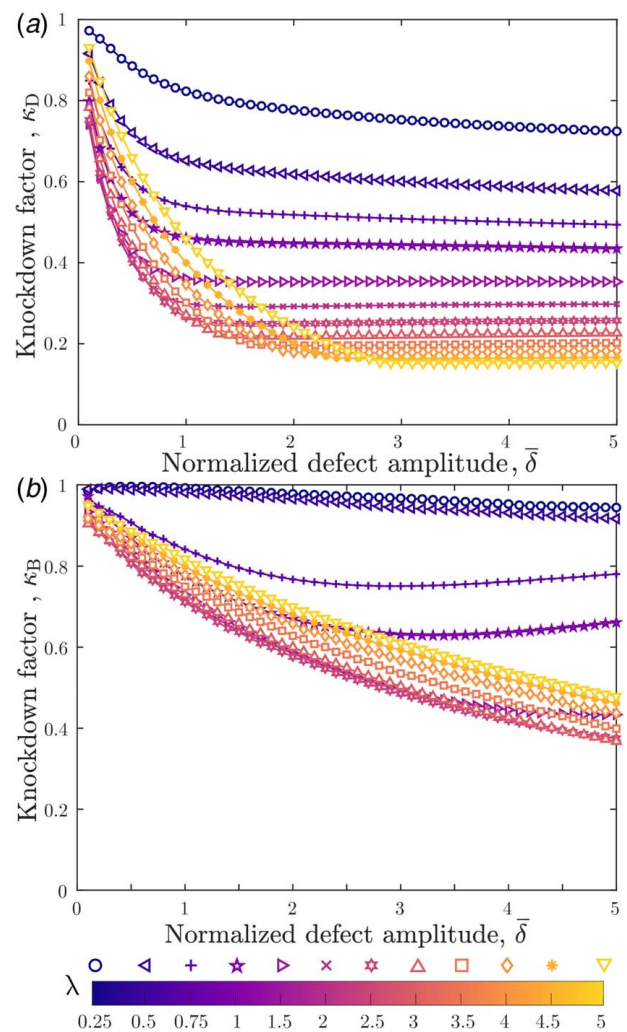 (a)
1
0.8
0.6
0.4
0.2
0
Knockdown factor , κ_D
0 1 2 3 4 5
Normalized defect amplitude, δ̅
(b)
1
0.8
0.6
0.4
0.2
0
Knockdown factor , κ_B
0 1 2 3 4 5
Normalized defect amplitude, δ̅
λ
0.25 0.5 0.75 1 1.5 2 2.5 3 3.5 4 4.5 5